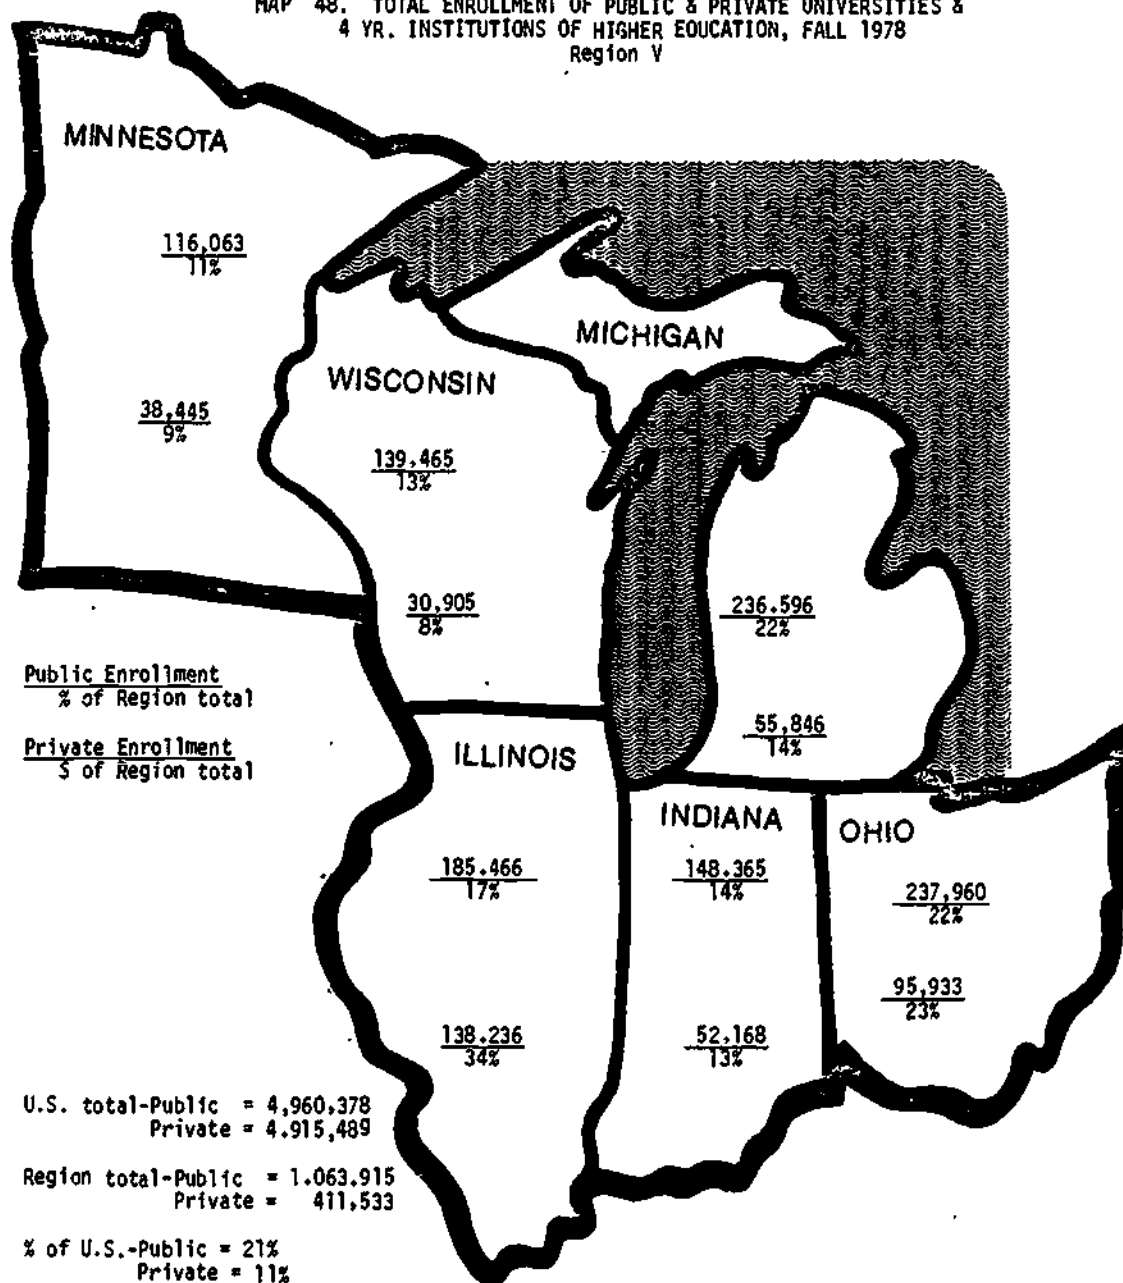 MAP 48. TOTAL ENROLLMENT OF PUBLIC & PRIVATE UNIVERSITIES &
4 YR. INSTITUTIONS OF HIGHER EDUCATION, FALL 1978
Region V
MINNESOTA
116,063
11%
38,445
9%
MICHIGAN
WISCONSIN
139.465
13%
30,905
8%
236.596
22%
55,846
14%
Public Enrollment
% of Region total
Private Enrollment
$ of Region total
ILLINOIS
185.466
17%
138.236
34%
INDIANA
148.365
14%
52.168
13%
OHIO
237,960
22%
95,933
23%
U.S. total-Public = 4,960,378
Private = 4.915,489
Region total-Public = 1.063.915
Private = 411,533
% of U.S.-Public = 21%
Private = 11%